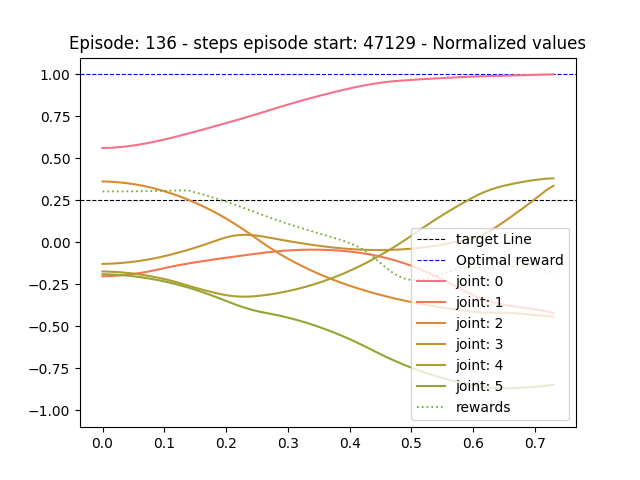 Episode: 136 - steps episode start: 47129 - Normalized values
1.00
0.75
0.50
0.25
0.00
−0.25
−0.50
−0.75
−1.00
target Line
Optimal reward
joint: 0
joint: 1
joint: 2
joint: 3
joint: 4
joint: 5
rewards
0.0 0.1 0.2 0.3 0.4 0.5 0.6 0.7